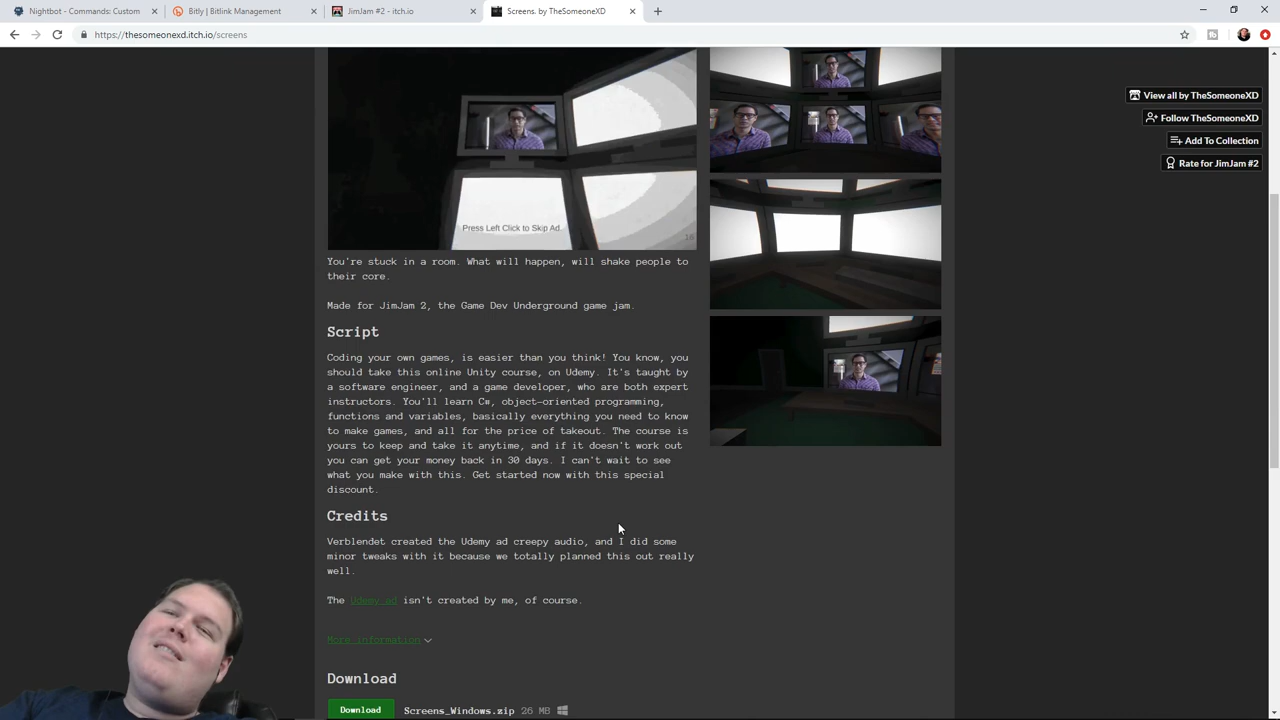 Nightbot - Commands: Custom
Bitly | Bitlink Management
JimJam #2 - itch.io
Screens. by TheSomeoneXD
https://thesomeonexd.itch.io/screens
View all by TheSomeoneXD
Follow TheSomeoneXD
Add To Collection
Rate for JimJam #2
Press Left Click to Skip Ad
16
You're stuck in a room. What will happen, will shake people to
their core.
Made for JimJam 2, the Game Dev Underground game jam.
Script
Coding your own games, is easier than you think! You know, you
should take this online Unity course, on Udemy. It's taught by
a software engineer, and a game developer, who are both expert
instructors. You'll learn C#, object-oriented programming,
functions and variables, basically everything you need to know
to make games, and all for the price of takeout. The course is
yours to keep and take it anytime, and if it doesn't work out
you can get your money back in 30 days. I can't wait to see
what you make with this. Get started now with this special
discount.
Credits
Verblendet created the Udemy ad creepy audio, and I did some
minor tweaks with it because we totally planned this out really
well.
The Udemy ad isn't created by me, of course.
More information
Download
Download Screens_Windows.zip 26 MB